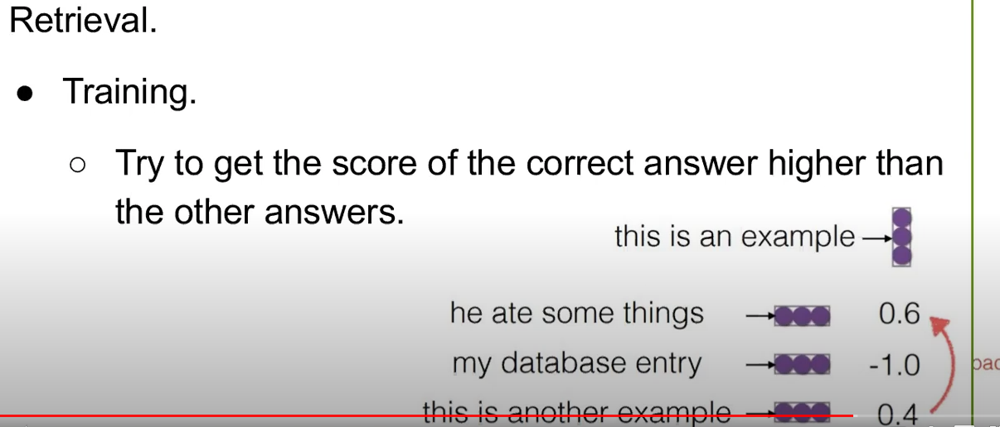 Retrieval.
● Training.
○ Try to get the score of the correct answer higher than
the other answers.
this is an example
he ate some things 0.6
my database entry -1.0
this is another example 0.4